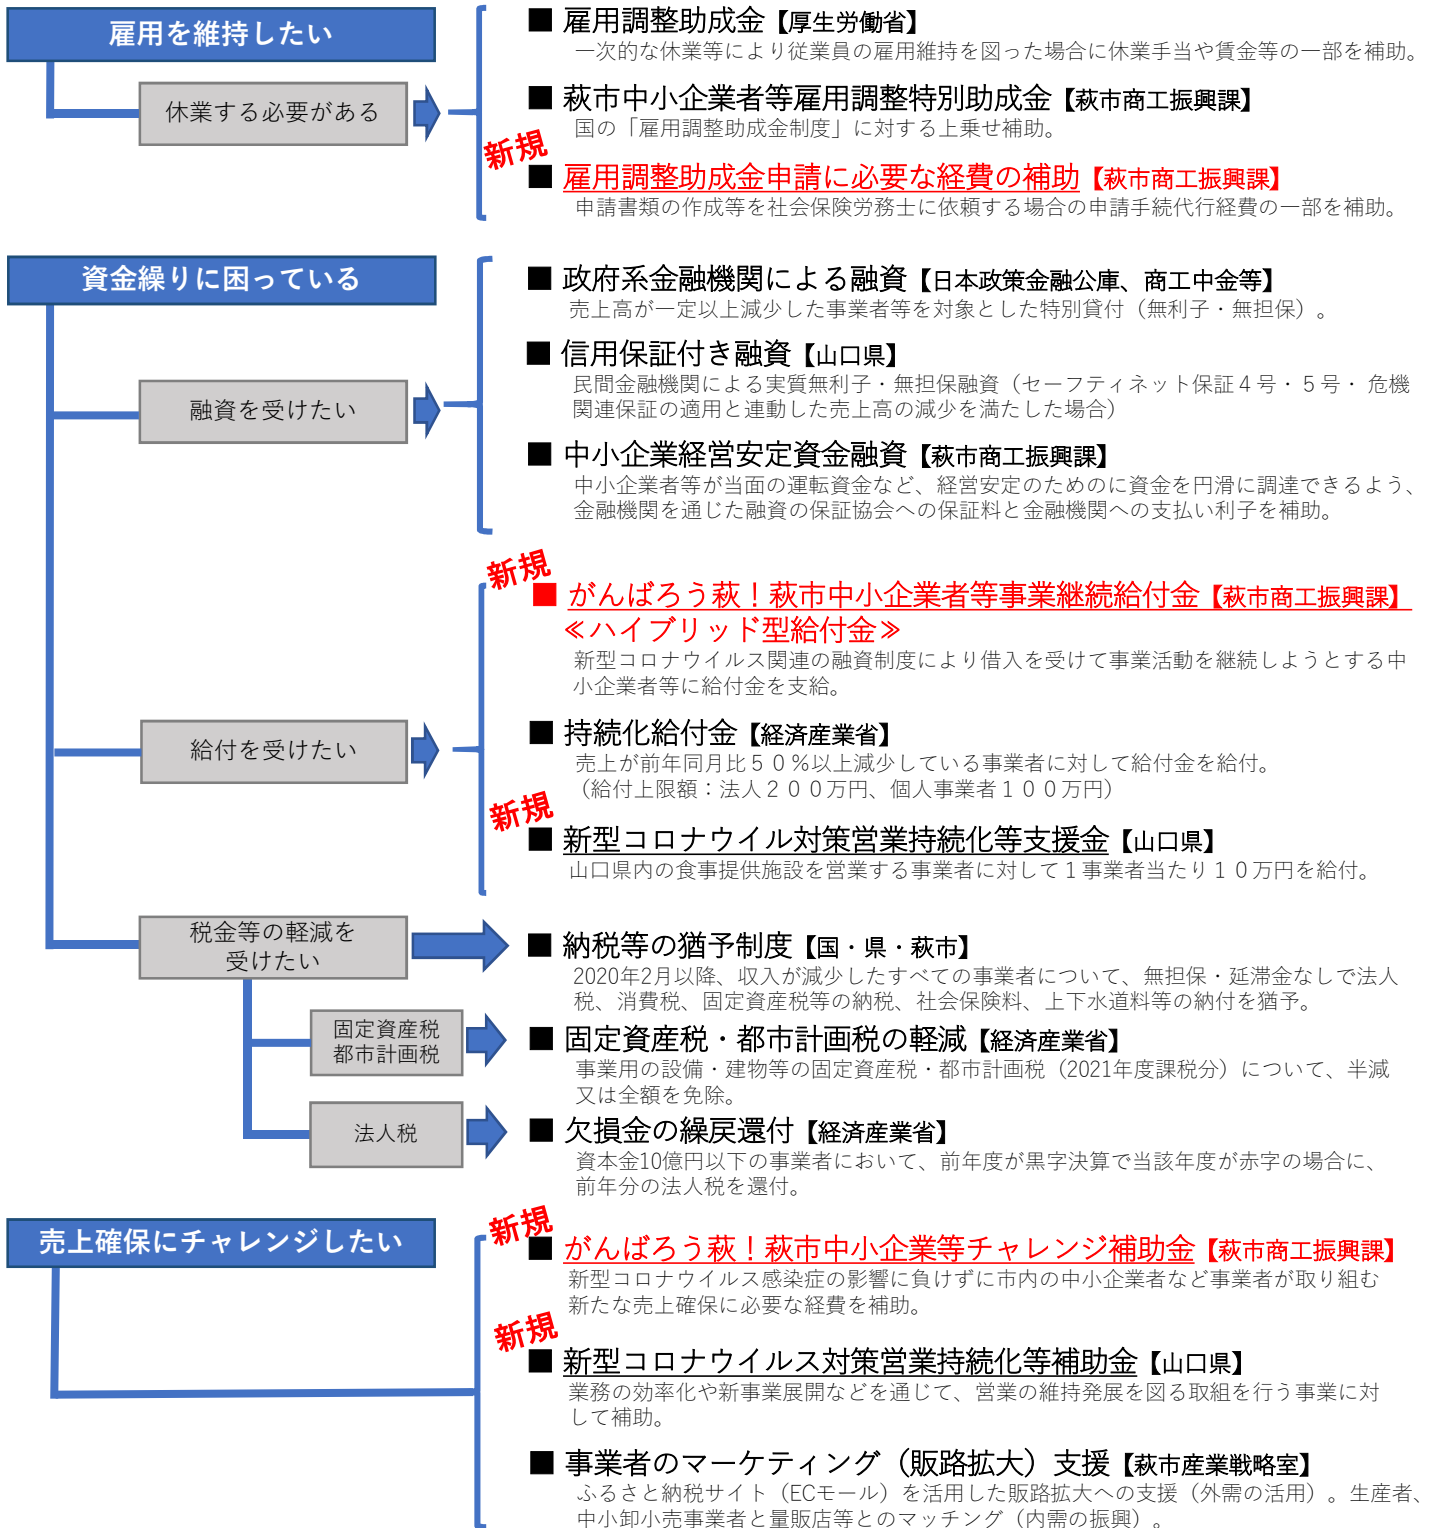 雇用を維持したい
休業する必要がある
■ 雇用調整助成金【厚生労働省】
一次的な休業等により従業員の雇用維持を図った場合に休業手当や賃金等の一部を補助。
■ 萩市中小企業者等雇用調整特別助成金【萩市商工振興課】
国の「雇用調整助成金制度」に対する上乗せ補助。
新規
■ 雇用調整助成金申請に必要な経費の補助【萩市商工振興課】
申請書類の作成等を社会保険労務士に依頼する場合の申請手続代行経費の一部を補助。
資金繰りに困っている
融資を受けたい
■ 政府系金融機関による融資【日本政策金融公庫、商工中金等】
売上高が一定以上減少した事業者等を対象とした特別貸付（無利子・無担保）。
■ 信用保証付き融資【山口県】
民間金融機関による実質無利子・無担保融資（セーフティネット保証４号・５号・ 危機
関連保証の適用と連動した売上高の減少を満たした場合）
■ 中小企業経営安定資金融資【萩市商工振興課】
中小企業者等が当面の運転資金など、経営安定のためのに資金を円滑に調達できるよう、
金融機関を通じた融資の保証協会への保証料と金融機関への支払い利子を補助。
給付を受けたい
新規
■ がんばろう萩！萩市中小企業者等事業継続給付金【萩市商工振興課】
≪ハイブリッド型給付金≫
新型コロナウイルス関連の融資制度により借入を受けて事業活動を継続しようとする中
小企業者等に給付金を支給。
■ 持続化給付金【経済産業省】
売上が前年同月比５０％以上減少している事業者に対して給付金を給付。
（給付上限額：法人２００万円、個人事業者１００万円）
新規
■ 新型コロナウイル対策営業持続化等支援金【山口県】
山口県内の食事提供施設を営業する事業者に対して１事業者当たり１０万円を給付。
税金等の軽減を
受けたい
■ 納税等の猶予制度【国・県・萩市】
2020年2月以降、収入が減少したすべての事業者について、無担保・延滞金なしで法人
税、消費税、固定資産税等の納税、社会保険料、上下水道料等の納付を猶予。
固定資産税
都市計画税
■ 固定資産税・都市計画税の軽減【経済産業省】
事業用の設備・建物等の固定資産税・都市計画税（2021年度課税分）について、半減
又は全額を免除。
法人税
■ 欠損金の繰戻還付【経済産業省】
資本金10億円以下の事業者において、前年度が黒字決算で当該年度が赤字の場合に、
前年分の法人税を還付。
売上確保にチャレンジしたい
新規
■ がんばろう萩！萩市中小企業等チャレンジ補助金【萩市商工振興課】
新型コロナウイルス感染症の影響に負けずに市内の中小企業者など事業者が取り組む
新たな売上確保に必要な経費を補助。
新規
■ 新型コロナウイルス対策営業持続化等補助金【山口県】
業務の効率化や新事業展開などを通じて、営業の維持発展を図る取組を行う事業に対
して補助。
■ 事業者のマーケティング（販路拡大）支援【萩市産業戦略室】
ふるさと納税サイト（ECモール）を活用した販路拡大への支援（外需の活用）。生産者、
中小卸小売事業者と量販店等とのマッチング（内需の振興）。